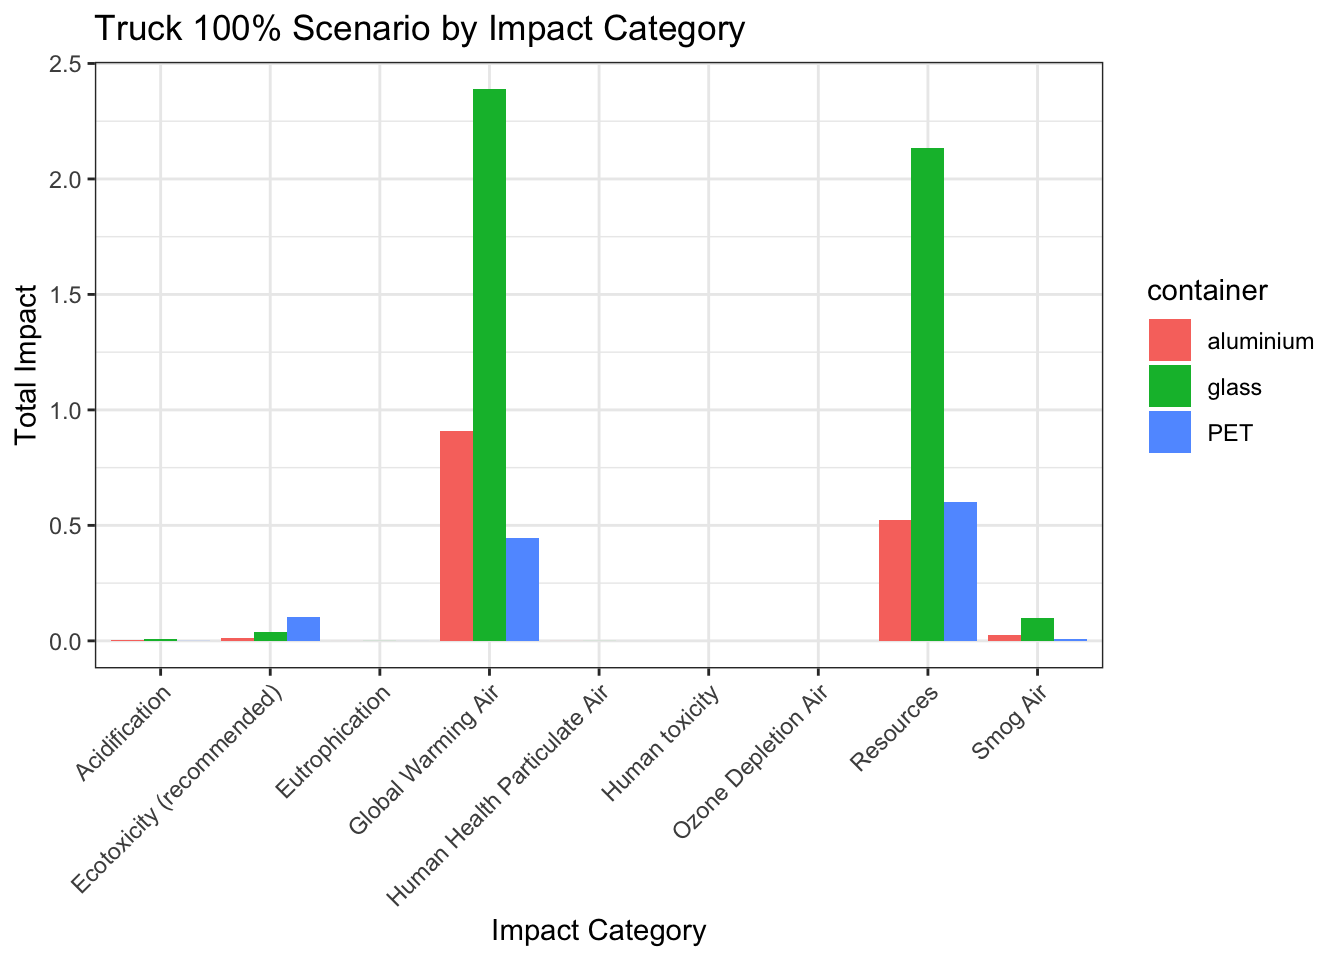 Truck 100% Scenario by Impact Category
Total Impact
2.5
2.0
1.5
1.0
0.5
0.0
Acidification
Ecotoxicity (recommended)
Eutrophication
Global Warming Air
Human Health Particulate Air
Human toxicity
Ozone Depletion Air
Resources
Smog Air
Impact Category
container
aluminium
glass
PET